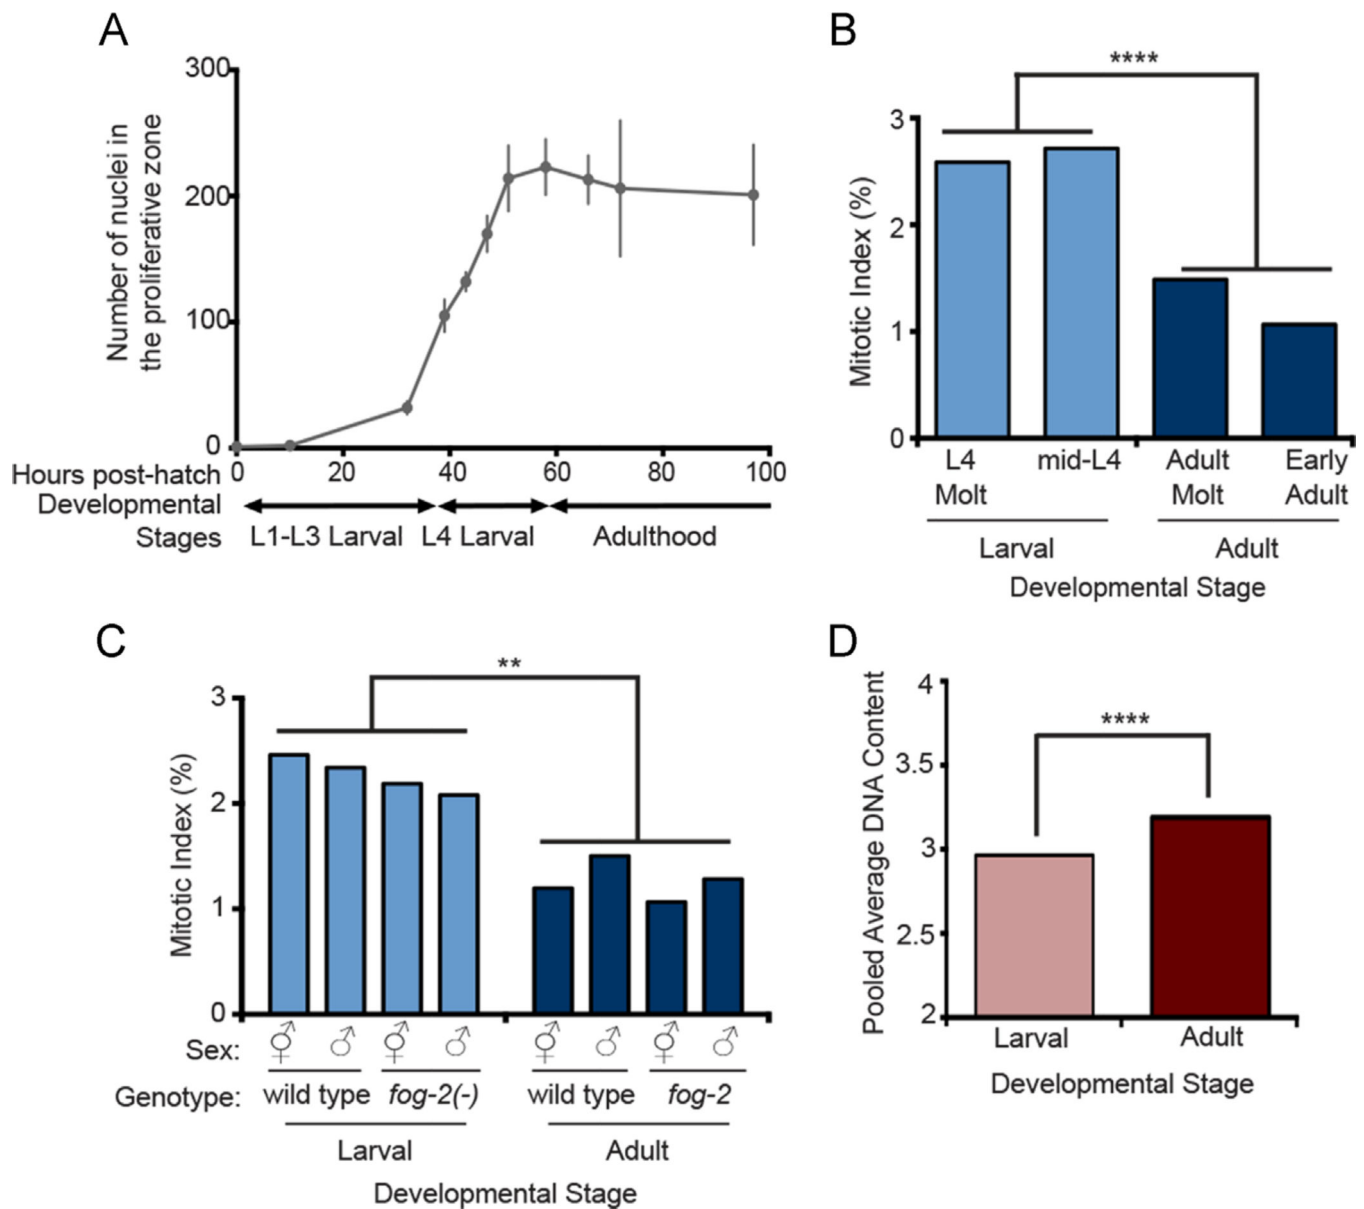 A
Number of nuclei in
the proliferative zone
300
200
100
0
Hours post-hatch 0 20 40 60 80 100
Developmental
Stages L1-L3 Larval L4 Larval Adulthood
B
****
Mitotic Index (%)
3
2
1
0
L4 mid-L4 Adult Early
Molt Molt Adult
Larval Adult
Developmental Stage
C
**
Mitotic Index (%)
3
2
1
0
Sex: ⚥ ♂ ⚥ ♂ ⚥ ♂ ⚥ ♂
Genotype: wild type fog-2(-) wild type fog-2
Larval Adult
Developmental Stage
D
****
Pooled Average DNA Content
4
3.5
3
2.5
2
Larval Adult
Developmental Stage